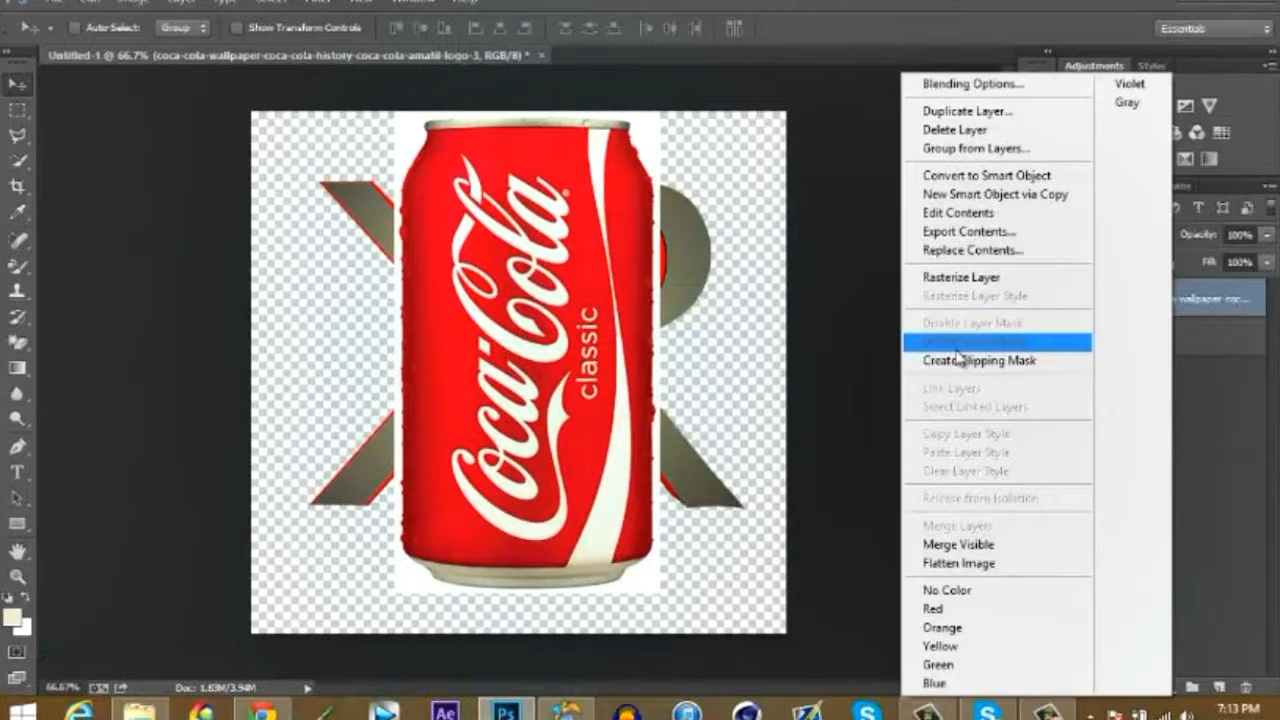 Auto-Select:
Group
Show Transform Controls
Essentials
Untitled-1 @ 66.7% (coca-cola-wallpaper-coca-cola-history-coca-cola-amatil-logo-3, RGB/8) *
Adjustments
Styles
Blending Options...
Duplicate Layer...
Delete Layer
Group from Layers...
Convert to Smart Object
New Smart Object via Copy
Edit Contents
Export Contents...
Replace Contents...
Rasterize Layer
Rasterize Layer Style
Disable Layer Mask
Create Clipping Mask
Link Layers
Select Linked Layers
Copy Layer Style
Paste Layer Style
Clear Layer Style
Release from Isolation
Merge Layers
Merge Visible
Flatten Image
No Color
Red
Orange
Yellow
Green
Blue
Violet
Gray
Opacity: 100%
Fill: 100%
wallpaper-coc...
Coca-Cola
classic
R
66.67%
Doc: 1.83M/3.94M
Ae
Ps
7:13 PM